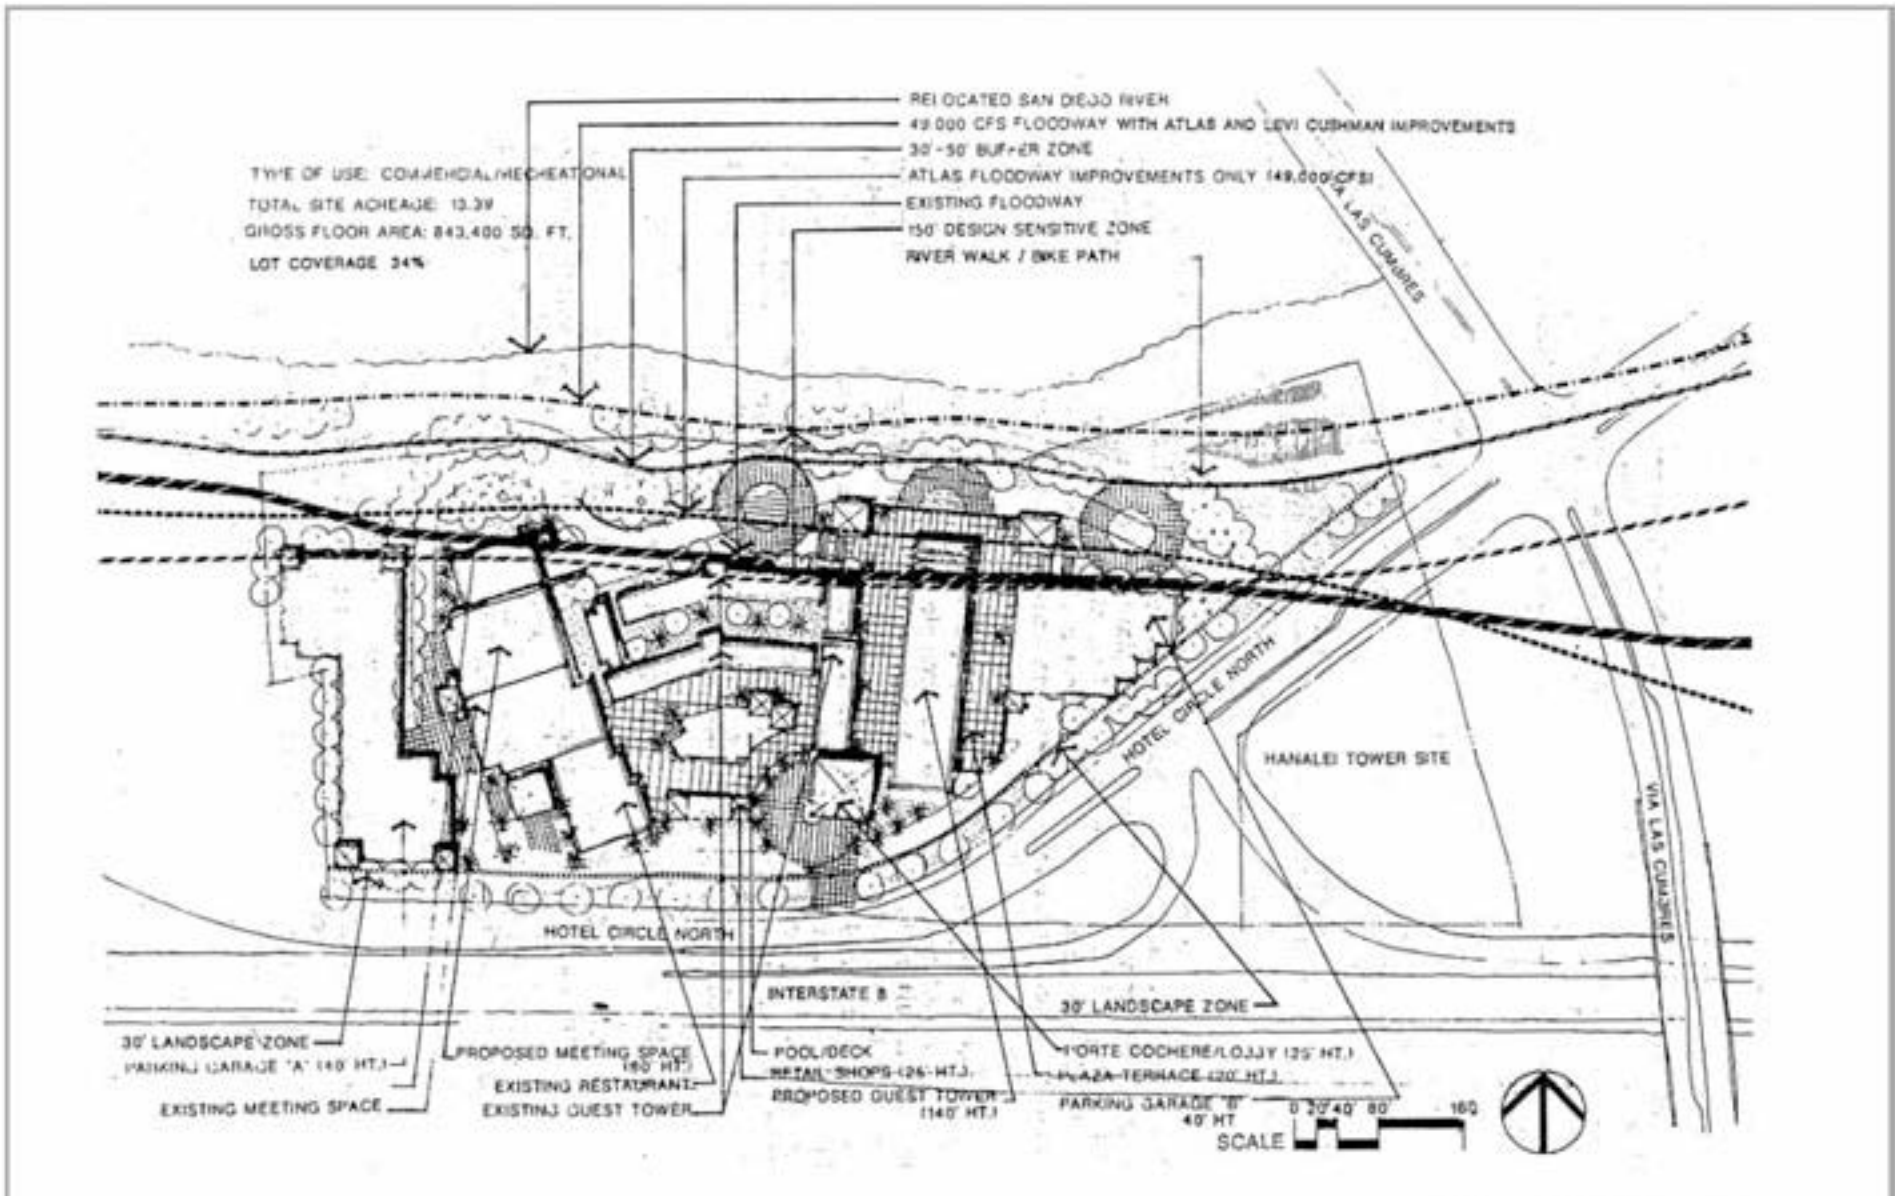 RELOCATED SAN DIEGO RIVER
49,000 CFS FLOODWAY WITH ATLAS AND LEVI CUSHMAN IMPROVEMENTS
30'-50' BUFFER ZONE
ATLAS FLOODWAY IMPROVEMENTS ONLY (49,000 CFS)
EXISTING FLOODWAY
150' DESIGN SENSITIVE ZONE
RIVER WALK / BIKE PATH
TYPE OF USE: COMMERCIAL/RECREATIONAL
TOTAL SITE ACREAGE: 13.39
GROSS FLOOR AREA: 843,400 SQ. FT.
LOT COVERAGE 34%
VIA LAS CUMBRES
HOTEL CIRCLE NORTH
HANALEI TOWER SITE
VIA LAS CUMBRES
HOTEL CIRCLE NORTH
INTERSTATE 8
30' LANDSCAPE ZONE
30' LANDSCAPE ZONE
PARKING GARAGE "A" (40' HT.)
EXISTING MEETING SPACE
PROPOSED MEETING SPACE
(60' HT.)
EXISTING RESTAURANT
EXISTING GUEST TOWER
POOL/DECK
RETAIL SHOPS (25' HT.)
PROPOSED GUEST TOWER
(140' HT.)
PORTE COCHERE/LOBBY (25' HT.)
PLAZA TERRACE (20' HT.)
PARKING GARAGE "B"
40' HT
0 20' 40' 80' 160
SCALE